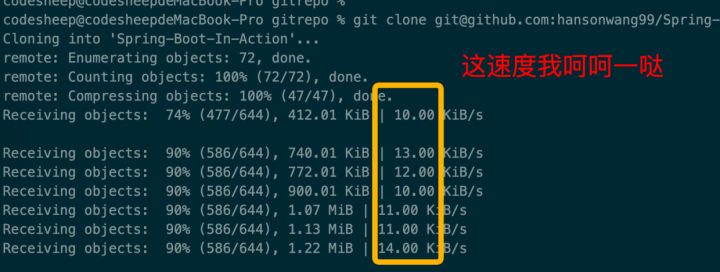 codesheep@codesheepdeMacBook-Pro gitrepo %
codesheep@codesheepdeMacBook-Pro gitrepo % git clone git@github.com:hansonwang99/Spring-
Cloning into 'Spring-Boot-In-Action'...
remote: Enumerating objects: 72, done.
remote: Counting objects: 100% (72/72), done.
这速度我呵呵一哒
remote: Compressing objects: 100% (47/47), done.
Receiving objects:  74% (477/644), 412.01 KiB | 10.00 KiB/s
Receiving objects:  90% (586/644), 740.01 KiB | 13.00 KiB/s
Receiving objects:  90% (586/644), 772.01 KiB | 12.00 KiB/s
Receiving objects:  90% (586/644), 900.01 KiB | 10.00 KiB/s
Receiving objects:  90% (586/644), 1.07 MiB | 11.00 KiB/s
Receiving objects:  90% (586/644), 1.13 MiB | 11.00 KiB/s
Receiving objects:  90% (586/644), 1.22 MiB | 14.00 KiB/s